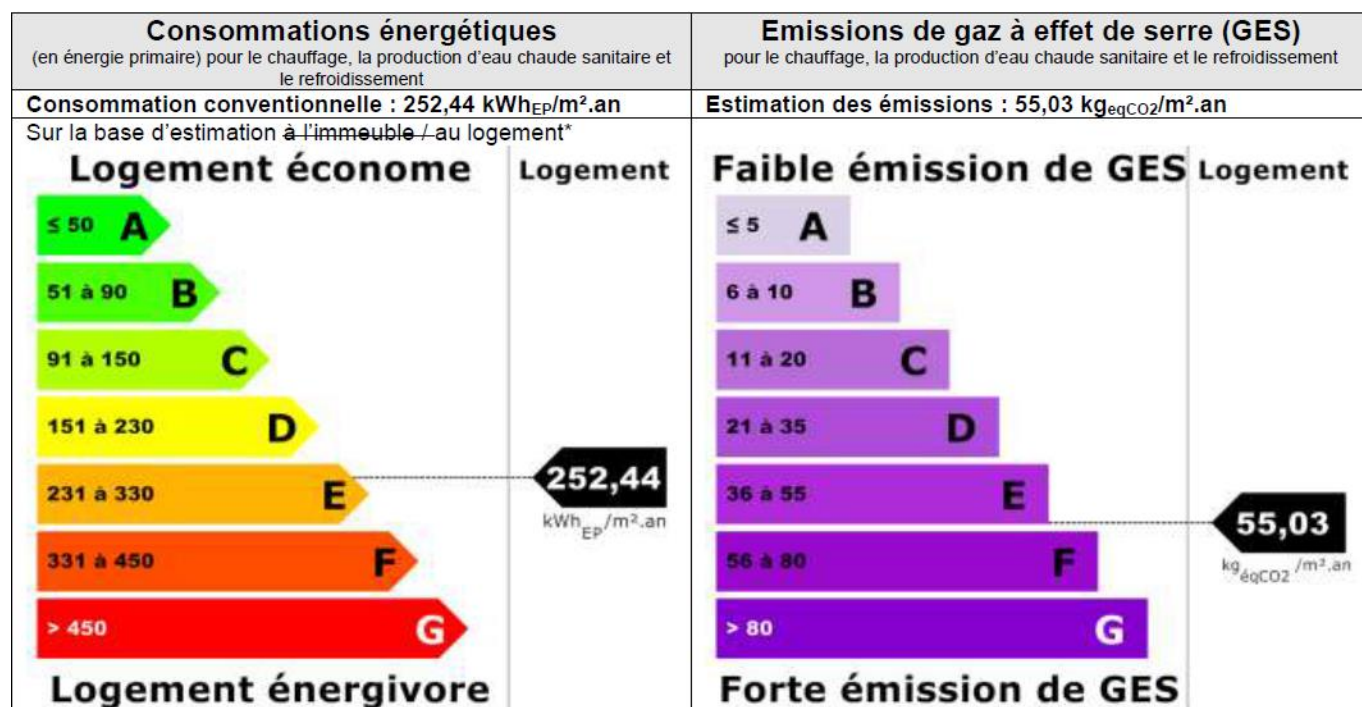 Consommations énergétiques
(en énergie primaire) pour le chauffage, la production d'eau chaude sanitaire et
le refroidissement
Consommation conventionnelle : 252,44 kWhEP/m².an
Sur la base d'estimation à l'immeuble / au logement*
Logement économe
Logement
≤ 50 A
51 à 90 B
91 à 150 C
151 à 230 D
231 à 330 E
331 à 450 F
> 450 G
252,44
kWhEP/m².an
Logement énergivore
Emissions de gaz à effet de serre (GES)
pour le chauffage, la production d'eau chaude sanitaire et le refroidissement
Estimation des émissions : 55,03 kgeqCO2/m².an
Faible émission de GES
Logement
≤ 5 A
6 à 10 B
11 à 20 C
21 à 35 D
36 à 55 E
56 à 80 F
> 80 G
55,03
kgéqCO2 /m².an
Forte émission de GES